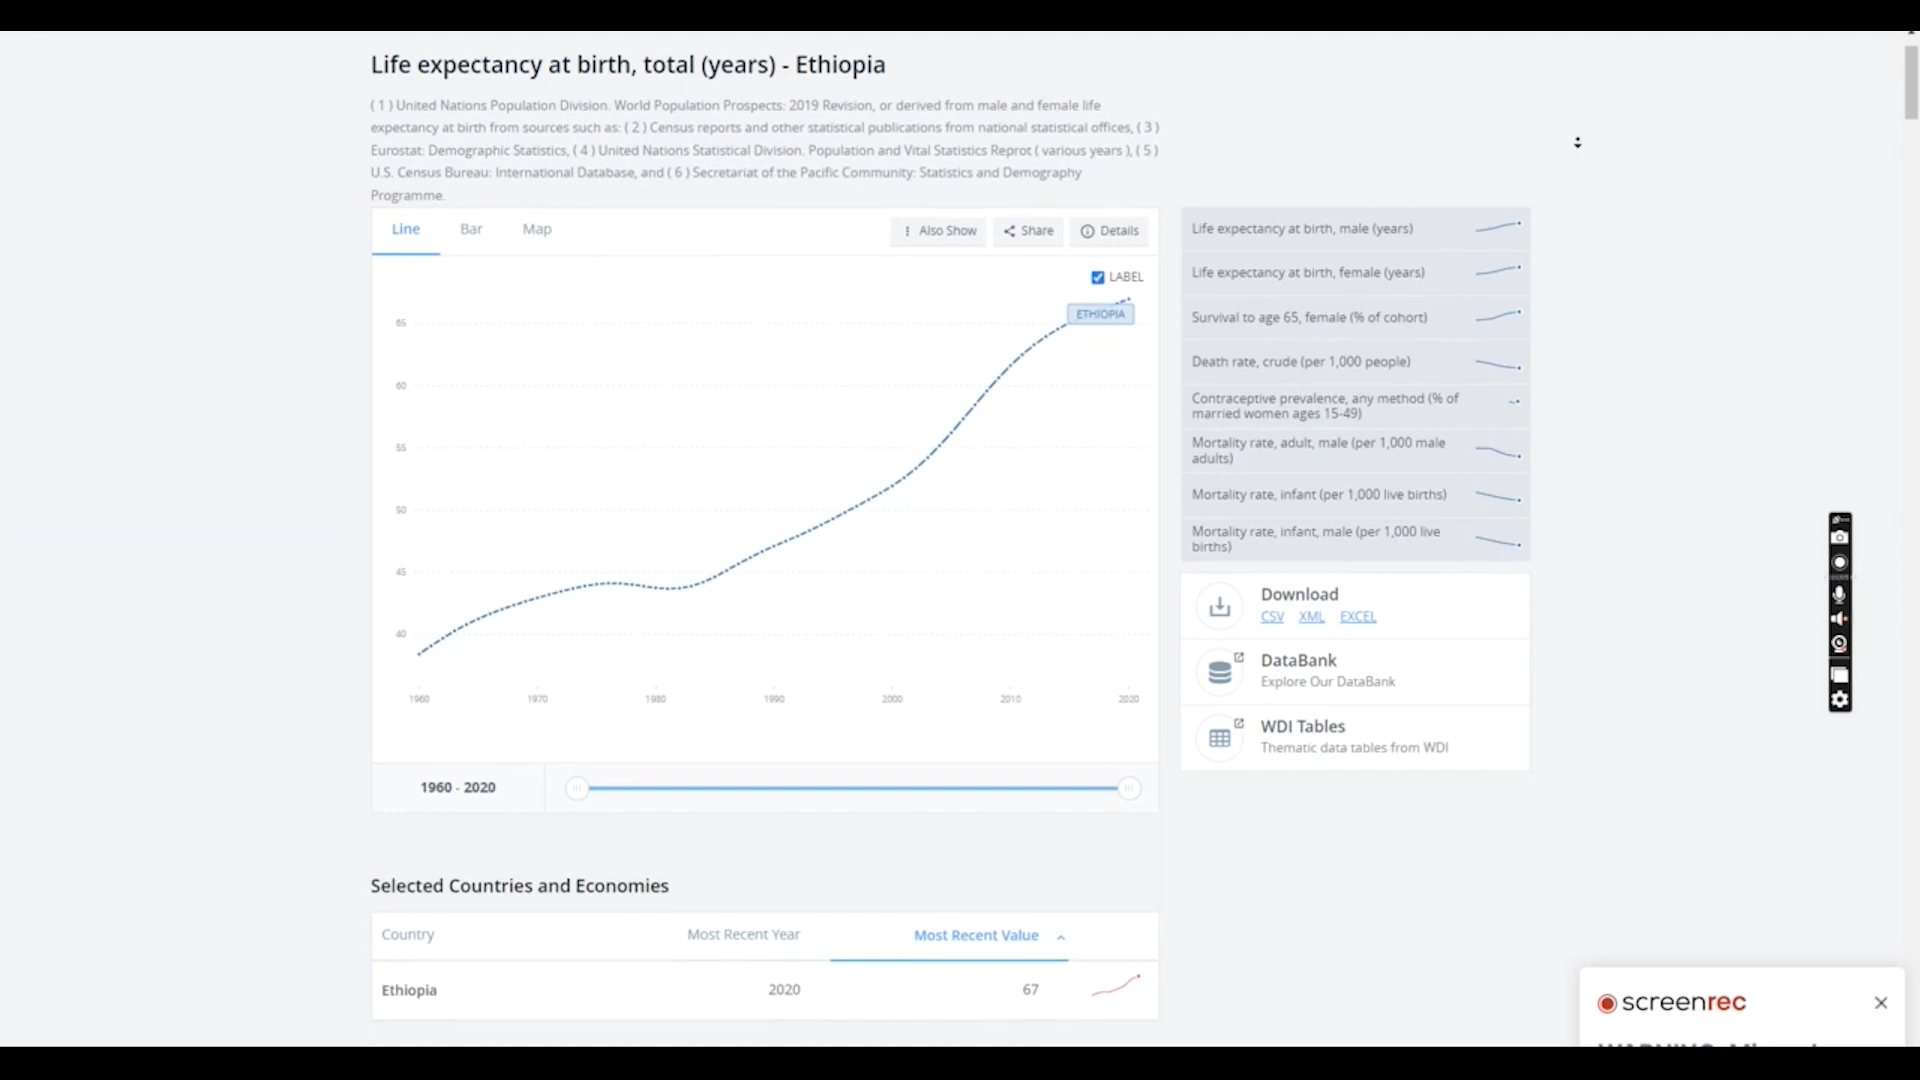 Life expectancy at birth, total (years) - Ethiopia
( 1 ) United Nations Population Division. World Population Prospects: 2019 Revision, or derived from male and female life
expectancy at birth from sources such as: ( 2 ) Census reports and other statistical publications from national statistical offices, ( 3 )
Eurostat: Demographic Statistics, ( 4 ) United Nations Statistical Division. Population and Vital Statistics Reprot ( various years ), ( 5 )
U.S. Census Bureau: International Database, and ( 6 ) Secretariat of the Pacific Community: Statistics and Demography
Programme.
Line Bar Map Also Show Share Details
LABEL
ETHIOPIA
65
60
55
50
45
40
1960 1970 1980 1990 2000 2010 2020
1960 - 2020
Life expectancy at birth, male (years)
Life expectancy at birth, female (years)
Survival to age 65, female (% of cohort)
Death rate, crude (per 1,000 people)
Contraceptive prevalence, any method (% of
married women ages 15-49)
Mortality rate, adult, male (per 1,000 male
adults)
Mortality rate, infant (per 1,000 live births)
Mortality rate, infant, male (per 1,000 live
births)
Download
CSV XML EXCEL
DataBank
Explore Our DataBank
WDI Tables
Thematic data tables from WDI
Selected Countries and Economies
Country Most Recent Year Most Recent Value
Ethiopia 2020 67
screenrec